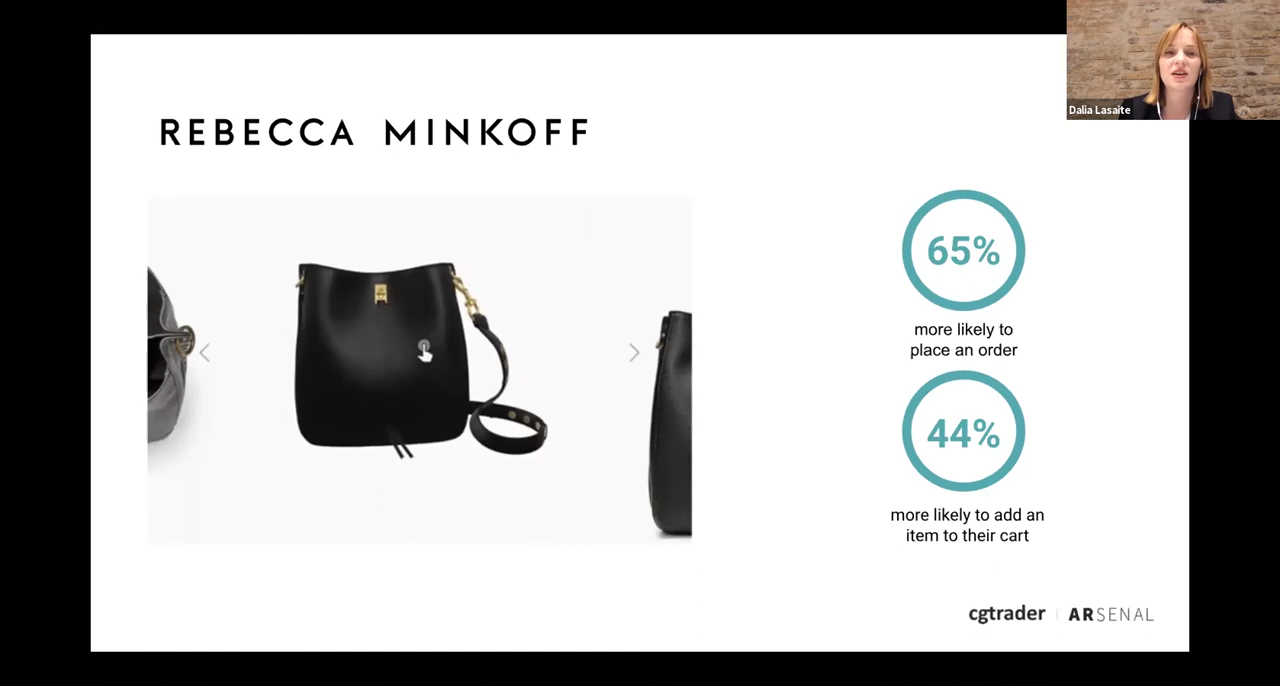 Dalia Lasaite
REBECCA MINKOFF
65%
more likely to
place an order
44%
more likely to add an
item to their cart
cgtrader | ARSENAL